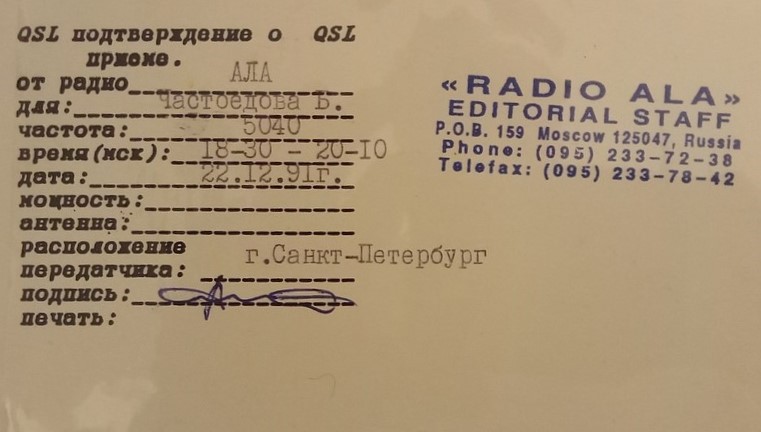 QSL подтверждение о QSL
приеме.
от радио АЛА
для: Частоедова Б.
частота: 5040
время(мск): 18-30 - 20-10
дата: 22.12.91г.
мощность:
антенна:
расположение
передатчика: г.Санкт-Петербург
подпись:
печать:
«RADIO ALA»
EDITORIAL STAFF
P.O.B. 159 Moscow 125047, Russia
Phone: (095) 233-72-38
Telefax: (095) 233-78-42